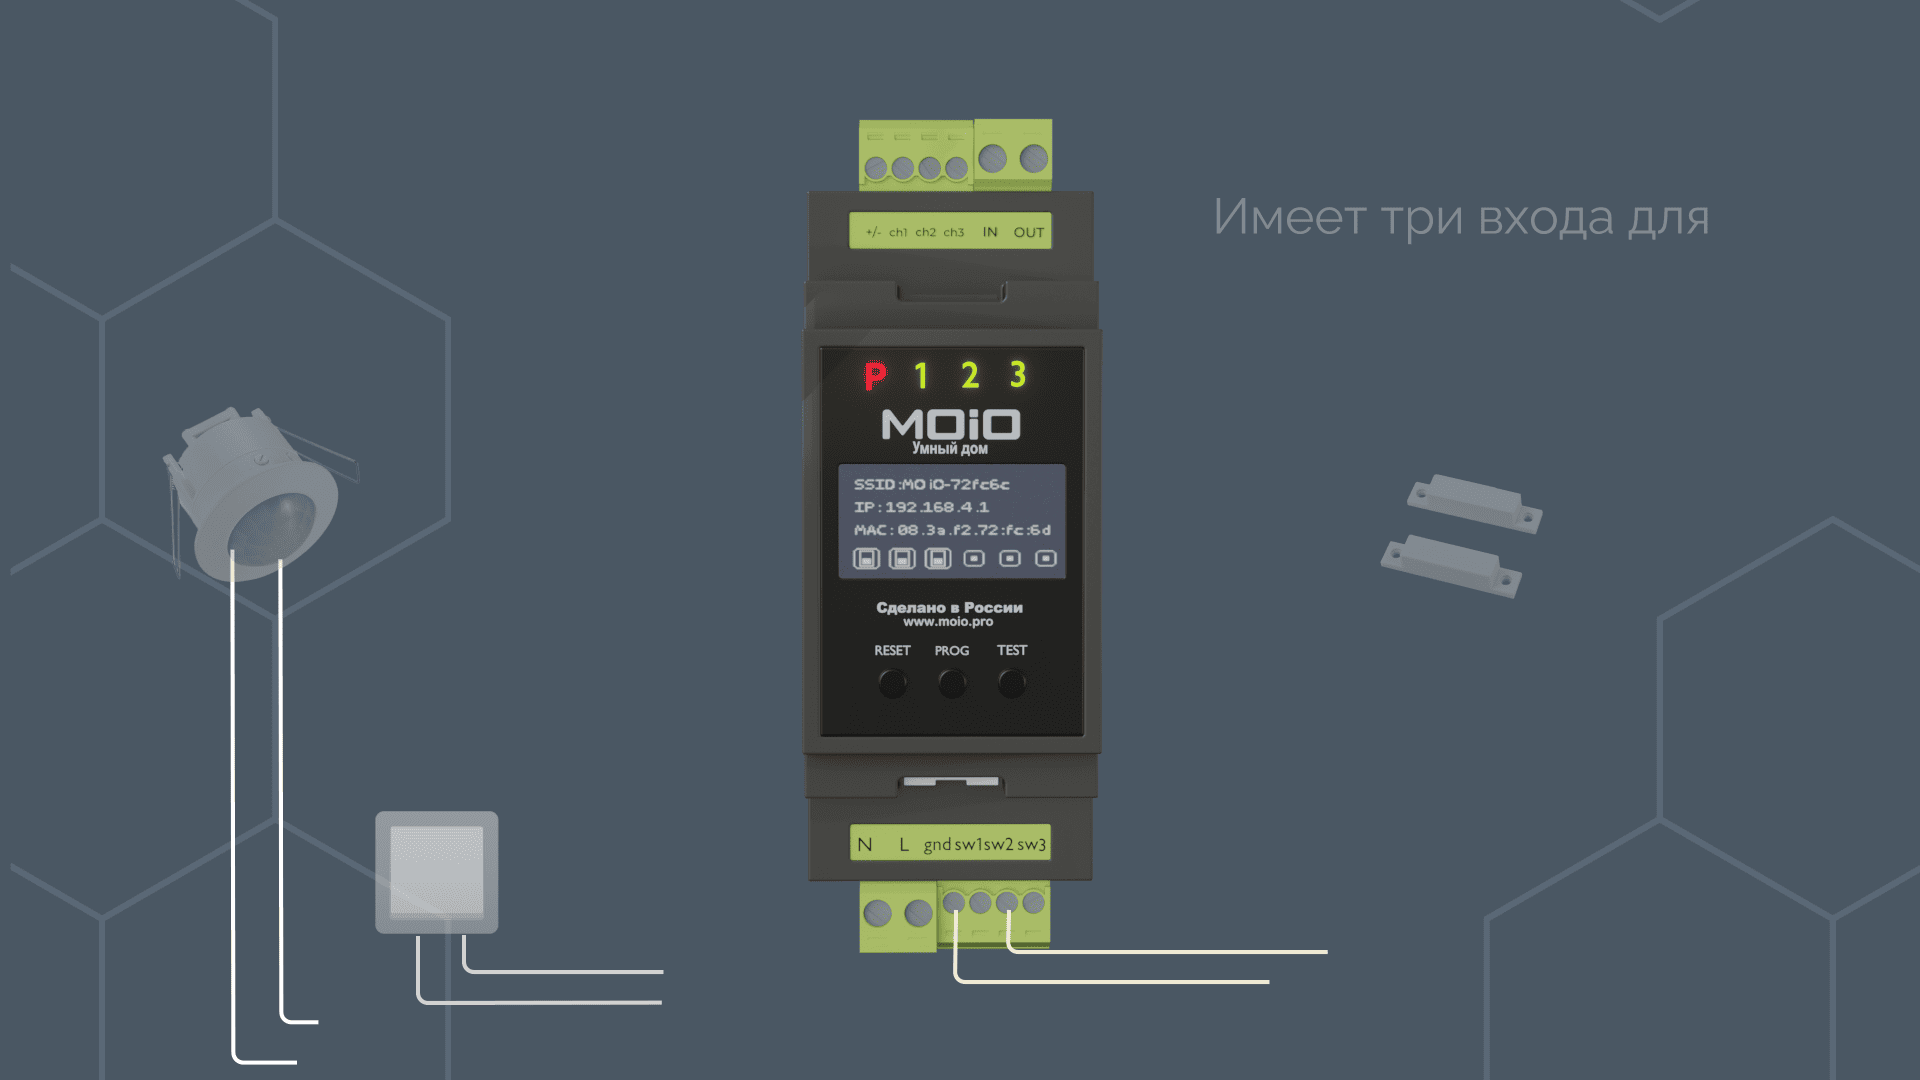 Имеет три входа для
+/- ch1 ch2 ch3 IN OUT
P 1 2 3
MOiO
Умный дом
SSID:MOiO-72fc6c
IP:192.168.4.1
MAC:08.3a.f2.72:fc:6d
Сделано в России
www.moio.pro
RESET PROG TEST
N L gnd sw1 sw2 sw3